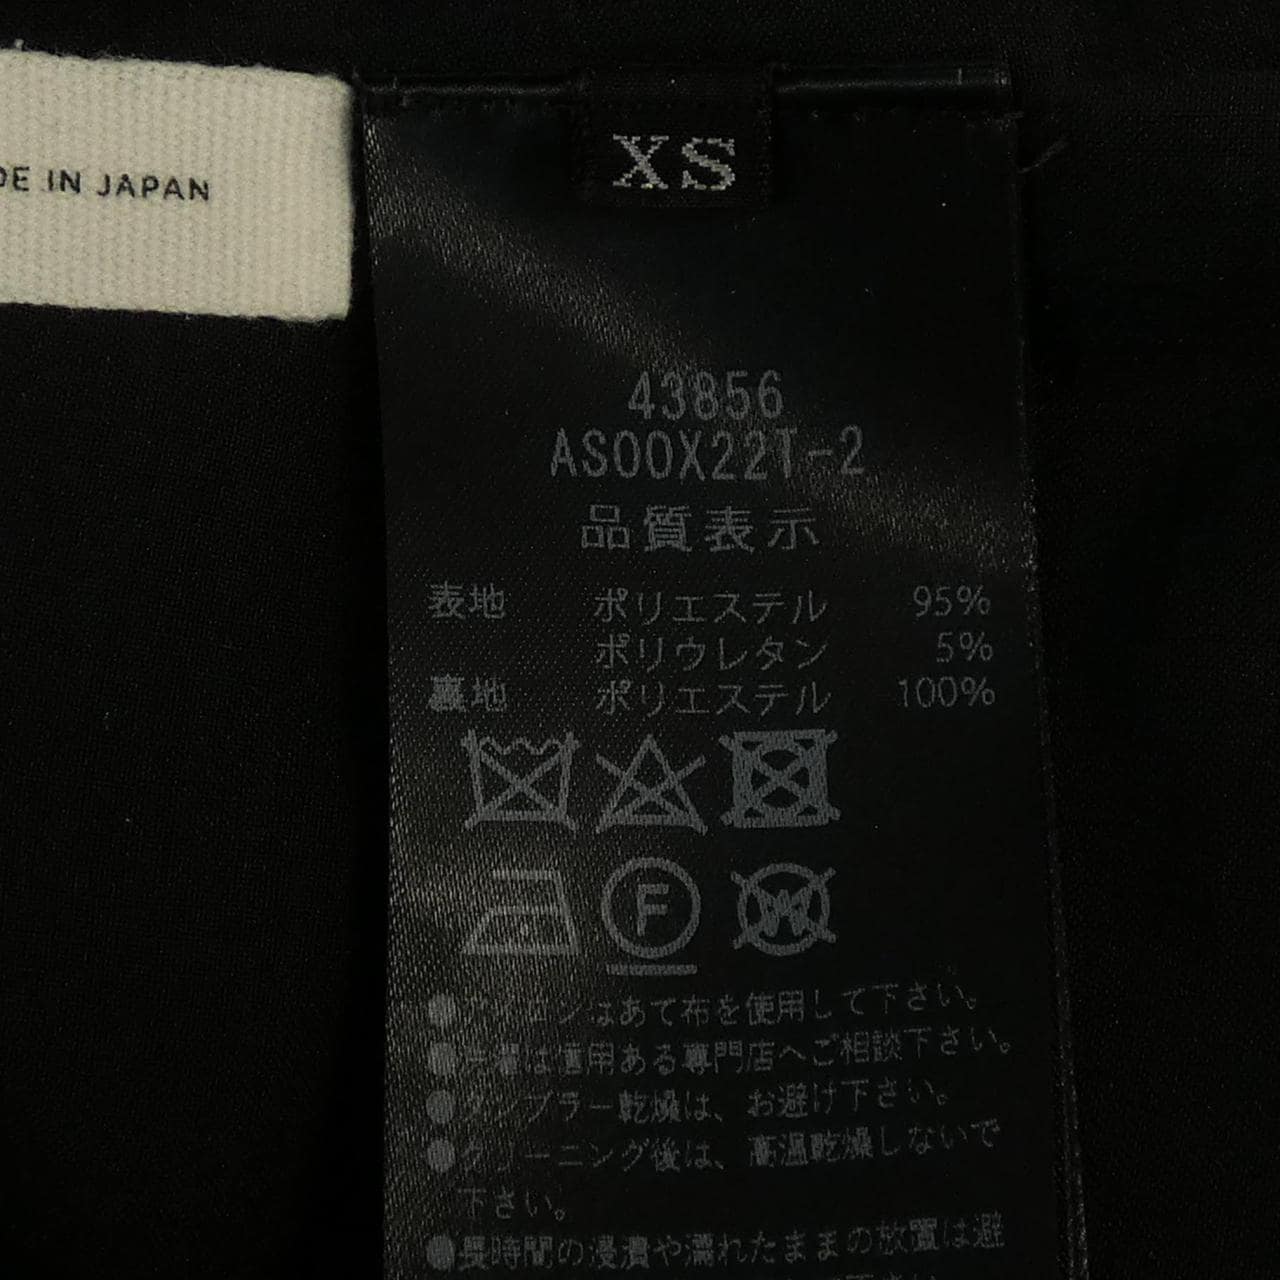 DE IN JAPAN
XS
43856
AS00X22T-2
品質表示
表地 ポリエステル 95%
ポリウレタン 5%
裏地 ポリエステル 100%
F
W
●アイロンはあて布を使用して下さい。
●洗濯は信用ある専門店へご相談下さい。
●タンブラー乾燥は、お避け下さい。
●クリーニング後は、高温乾燥しないで
下さい。
●長時間の浸漬や濡れたままの放置は避